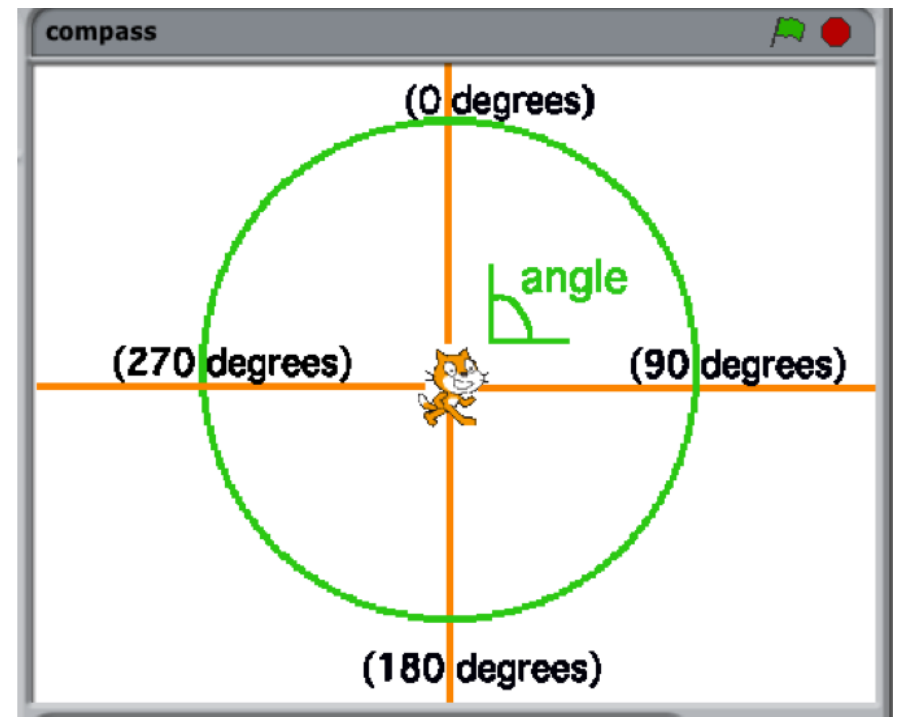 compass
(0 degrees)
angle
(270 degrees)
(90 degrees)
(180 degrees)